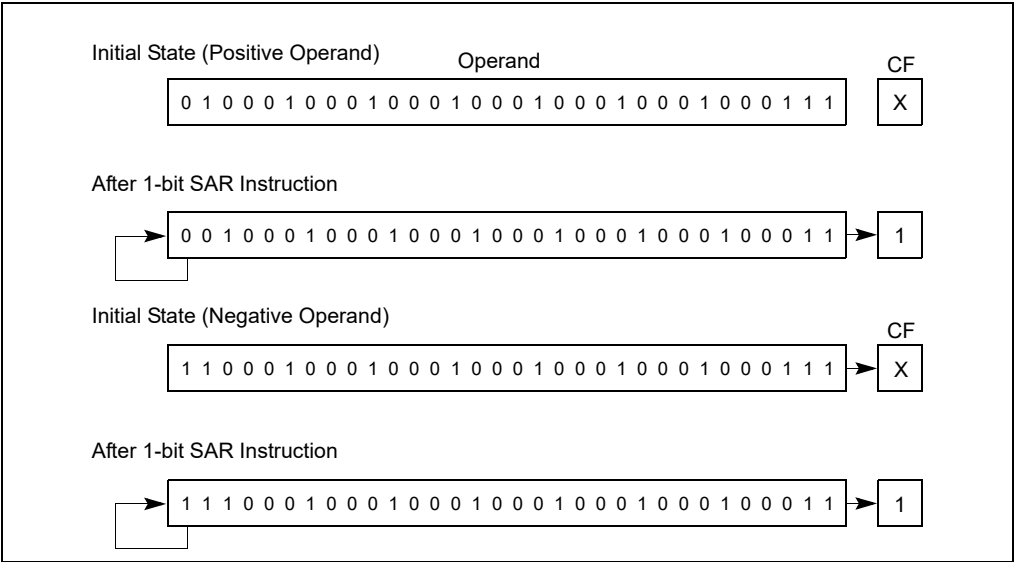 Initial State (Positive Operand)
Operand
CF
0 1 0 0 0 1 0 0 0 1 0 0 0 1 0 0 0 1 0 0 0 1 0 0 0 1 0 0 0 1 1 1 X
After 1-bit SAR Instruction
0 0 1 0 0 0 1 0 0 0 1 0 0 0 1 0 0 0 1 0 0 0 1 0 0 0 1 0 0 0 1 1 1
Initial State (Negative Operand)
CF
1 1 0 0 0 1 0 0 0 1 0 0 0 1 0 0 0 1 0 0 0 1 0 0 0 1 0 0 0 1 1 1 X
After 1-bit SAR Instruction
1 1 1 0 0 0 1 0 0 0 1 0 0 0 1 0 0 0 1 0 0 0 1 0 0 0 1 0 0 0 1 1 1